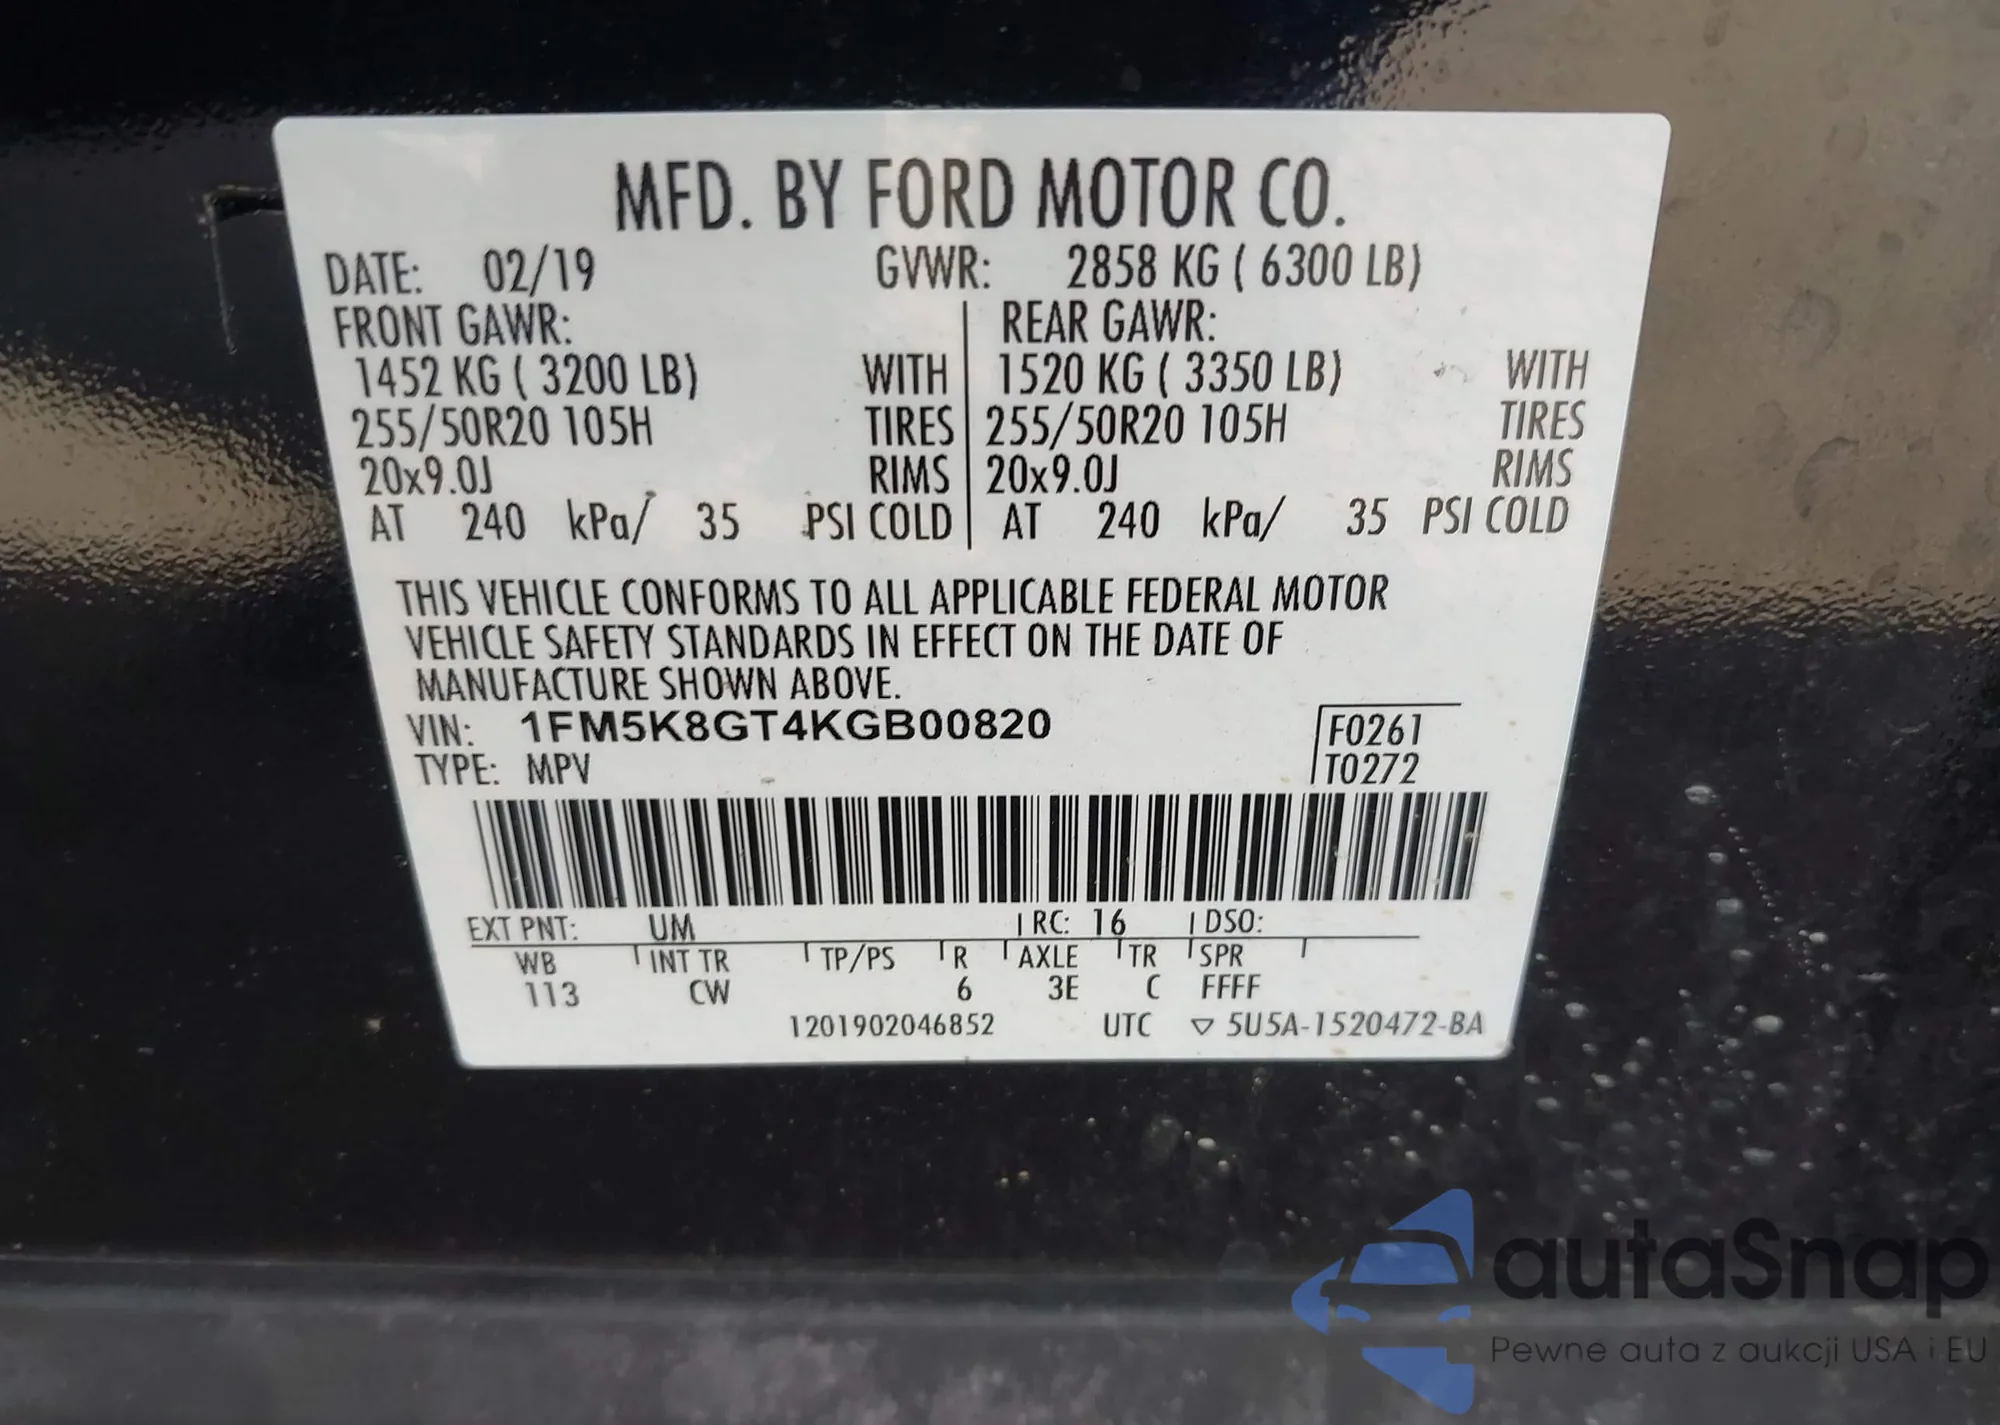 MFD. BY FORD MOTOR CO.
DATE: 02/19 GVWR: 2858 KG ( 6300 LB)
FRONT GAWR: REAR GAWR:
1452 KG ( 3200 LB) WITH 1520 KG ( 3350 LB) WITH
255/50R20 105H TIRES 255/50R20 105H TIRES
20x9.0J RIMS 20x9.0J RIMS
AT 240 kPa/ 35 PSI COLD AT 240 kPa/ 35 PSI COLD
THIS VEHICLE CONFORMS TO ALL APPLICABLE FEDERAL MOTOR
VEHICLE SAFETY STANDARDS IN EFFECT ON THE DATE OF
MANUFACTURE SHOWN ABOVE.
VIN: 1FM5K8GT4KGB00820 F0261
TYPE: MPV T0272
EXT PNT: UM RC: 16 DSO:
WB INT TR TP/PS R AXLE TR SPR
113 CW 6 3E C FFFF
1201902046852 UTC ▽ 5U5A-1520472-BA
autaSnap
Pewne auta z aukcji USA i EU